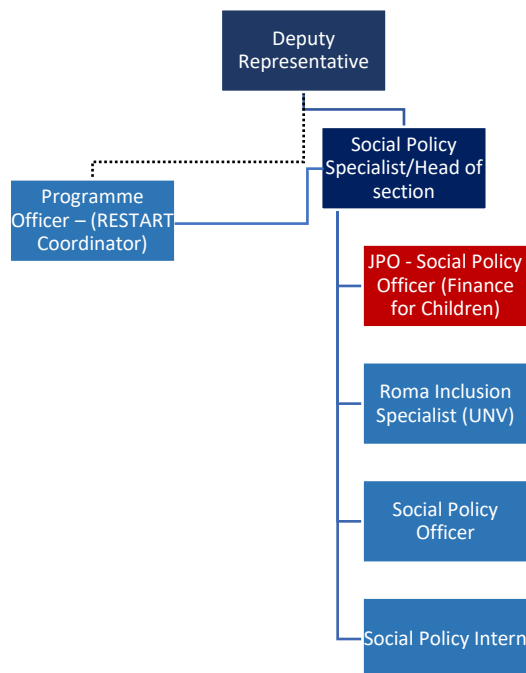 Deputy
Representative
Social Policy
Specialist/Head of
section
Programme
Officer – (RESTART
Coordinator)
JPO - Social Policy
Officer (Finance
for Children)
Roma Inclusion
Specialist (UNV)
Social Policy
Officer
Social Policy Intern